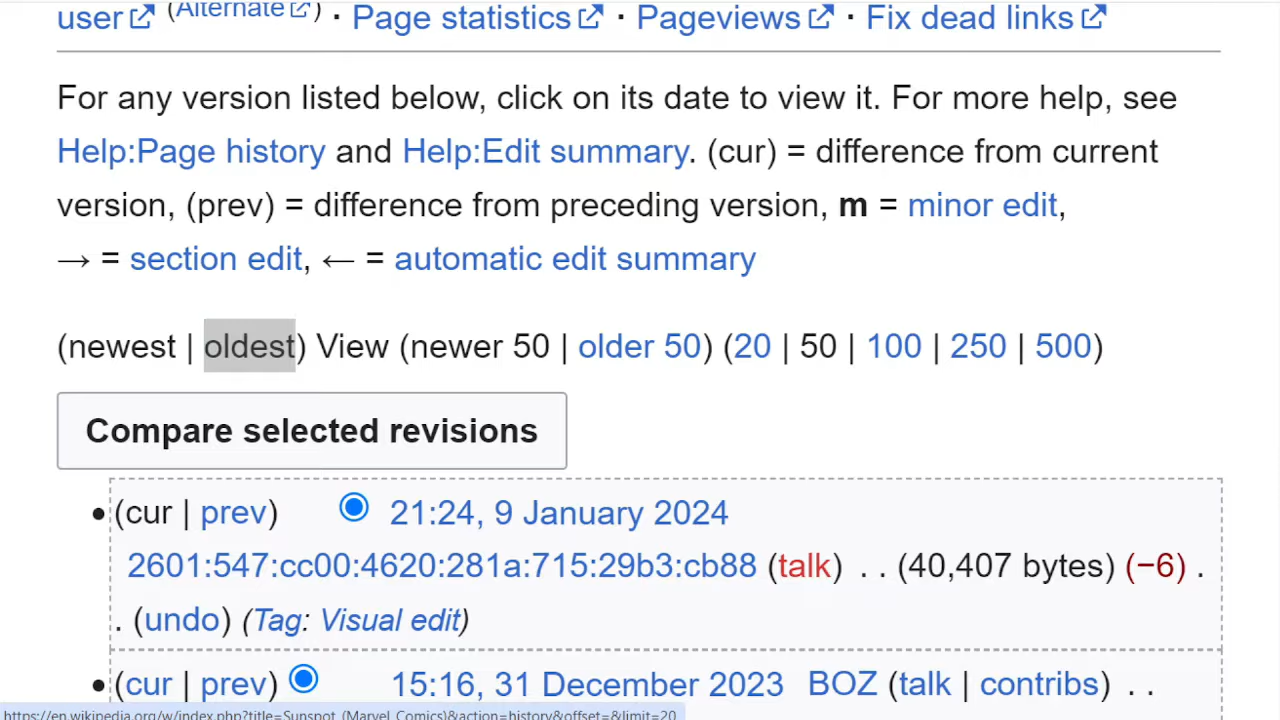 user (Alternate) · Page statistics · Pageviews · Fix dead links
For any version listed below, click on its date to view it. For more help, see
Help:Page history and Help:Edit summary. (cur) = difference from current
version, (prev) = difference from preceding version, m = minor edit,
→ = section edit, ← = automatic edit summary
(newest | oldest) View (newer 50 | older 50) (20 | 50 | 100 | 250 | 500)
Compare selected revisions
• (cur | prev) 21:24, 9 January 2024
2601:547:cc00:4620:281a:715:29b3:cb88 (talk) . . (40,407 bytes) (−6) .
. (undo) (Tag: Visual edit)
• (cur | prev) 15:16, 31 December 2023 BOZ (talk | contribs) . .
https://en.wikipedia.org/w/index.php?title=Sunspot_(Marvel_Comics)&action=history&offset=&limit=20